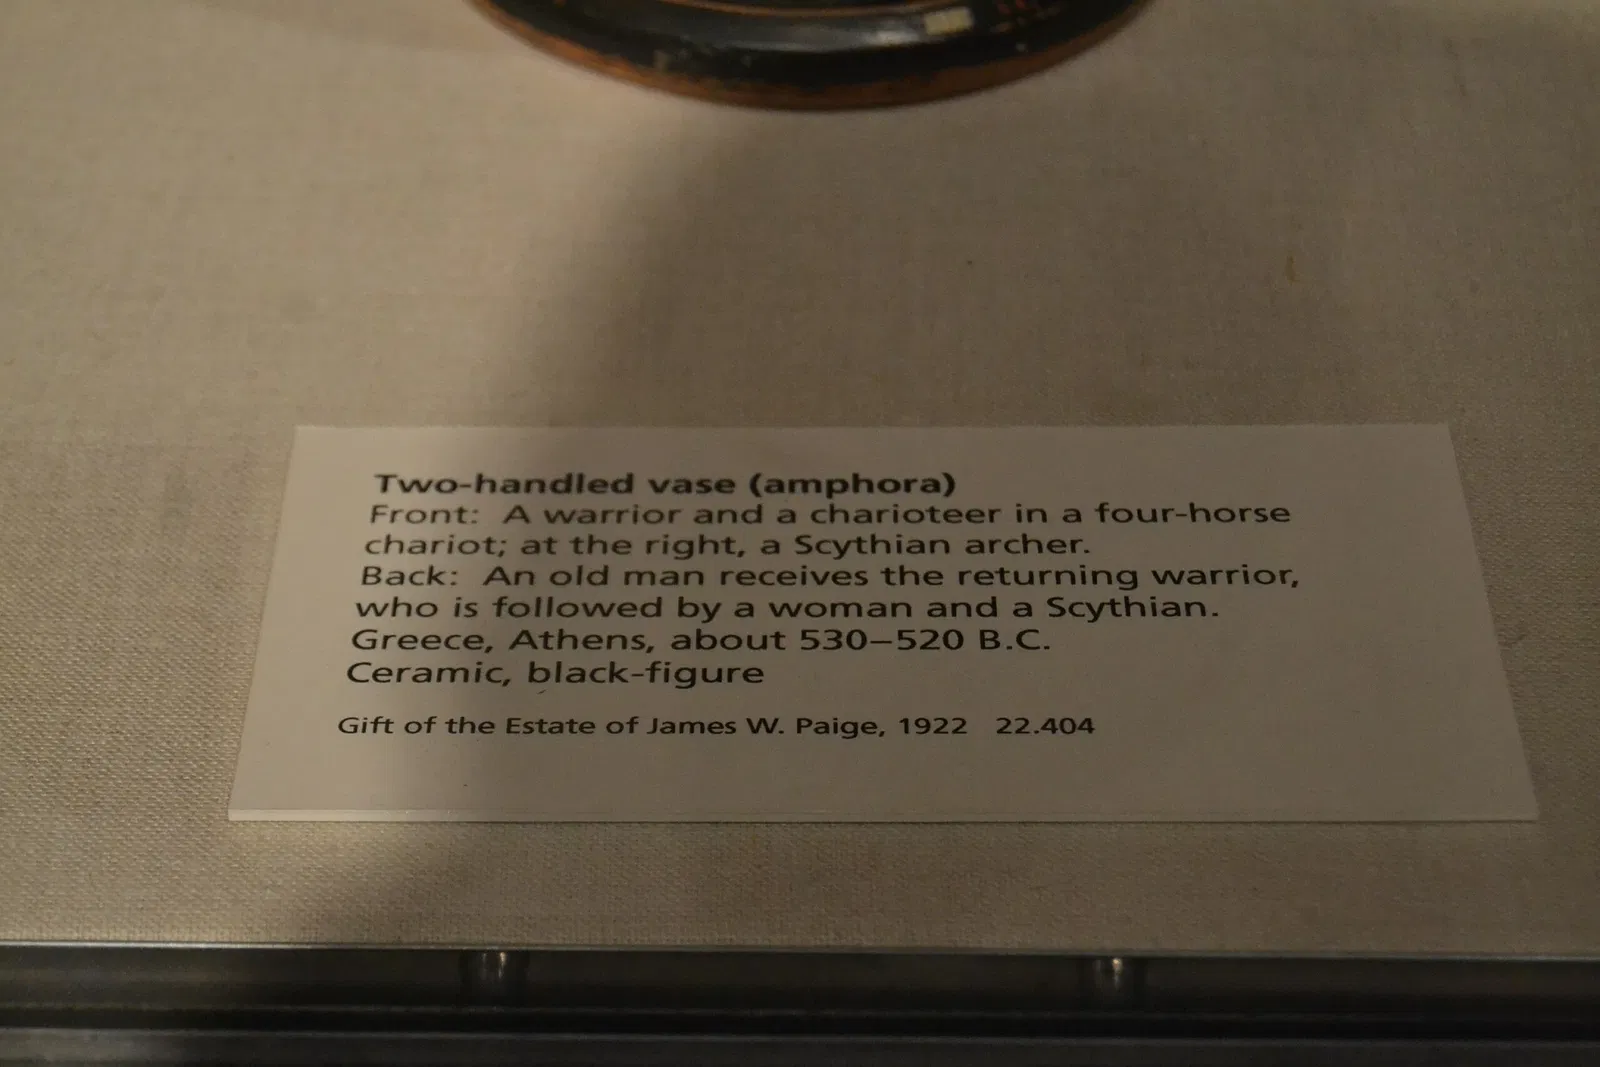 Two-handled vase (amphora)
Front: A warrior and a charioteer in a four-horse
chariot; at the right, a Scythian archer.
Back: An old man receives the returning warrior,
who is followed by a woman and a Scythian.
Greece, Athens, about 530–520 B.C.
Ceramic, black-figure
Gift of the Estate of James W. Paige, 1922 22.404